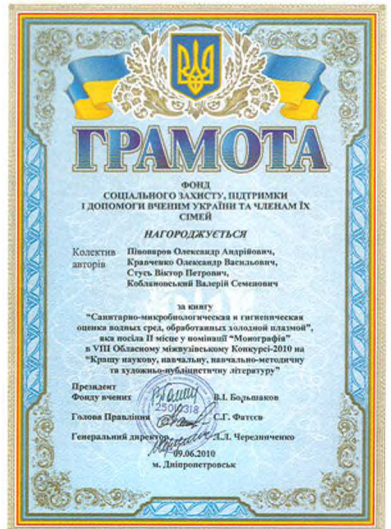 ГРАМОТА
ФОНД
СОЦІАЛЬНОГО ЗАХИСТУ, ПІДТРИМКИ
І ДОПОМОГИ ВЧЕНИМ УКРАЇНИ ТА ЧЛЕНАМ ЇХ
СІМЕЙ
НАГОРОДЖУЄТЬСЯ
Колектив авторів
Півоваров Олександр Андрійович,
Кравченко Олександр Васильович,
Стусь Віктор Петрович,
Кобланoвський Валерій Семенович
за книгу
“Санитарно-микробиологическая и гигиеническая
оценка водных сред, обработанных холодной плазмой”,
яка посіла II місце у номінації “Монографія”
в VIII Обласному міжвузівському Конкурсі-2010 на
“Кращу наукову, навчальну, навчально-методичну
та художньо-публіцистичну літературу”
Президент
Фонду вчених В.І. Большаков
25010318
Голова Правління С.Г. Фатєєв
Генеральний директор Л.Л. Чередниченко
09.06.2010
м. Дніпропетровськ